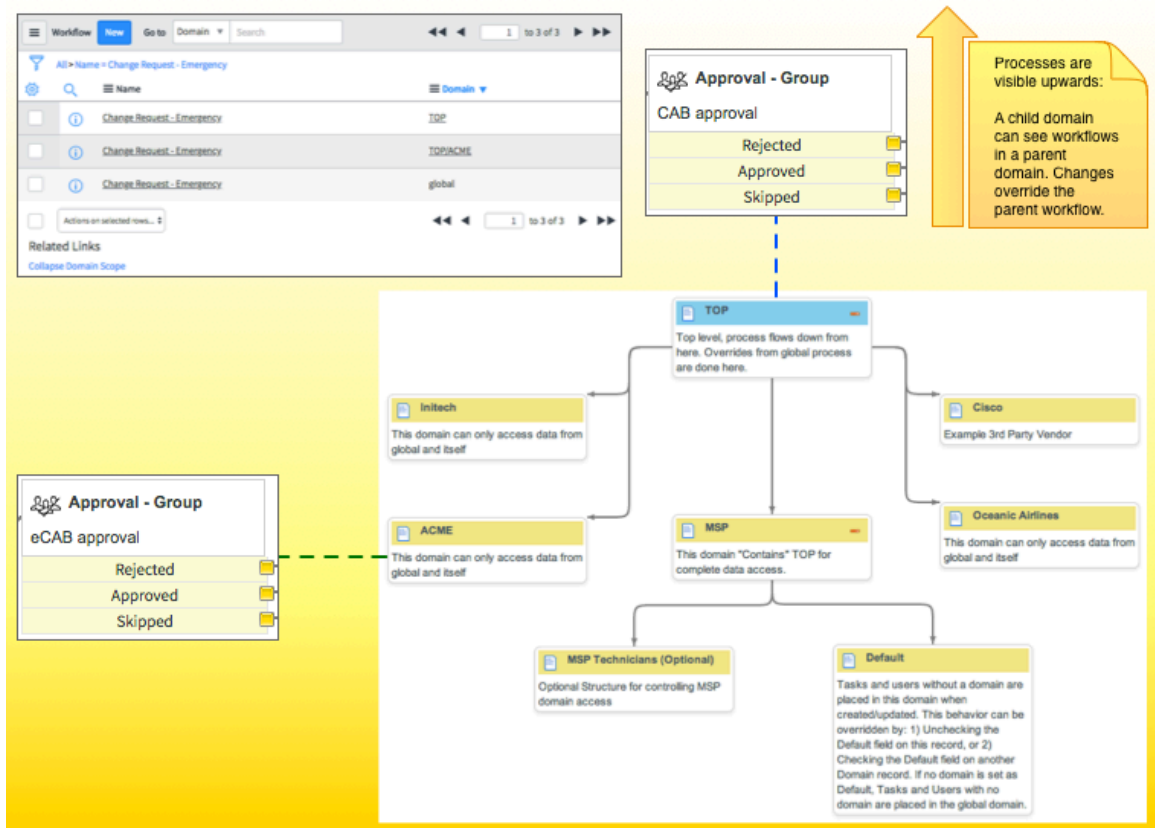 Workflow New Go to Domain Search 1 to 3 of 3
All > Name = Change Request - Emergency
Name Domain
Change Request - Emergency TOP
Change Request - Emergency TOP/ACME
Change Request - Emergency global
Actions on selected rows... 1 to 3 of 3
Related Links
Collapse Domain Scope
Approval - Group
CAB approval
Rejected
Approved
Skipped
Processes are
visible upwards:
A child domain
can see workflows
in a parent
domain. Changes
override the
parent workflow.
TOP
Top level, process flows down from
here. Overrides from global process
are done here.
Initech
This domain can only access data from
global and itself
Cisco
Example 3rd Party Vendor
Approval - Group
eCAB approval
Rejected
Approved
Skipped
ACME
This domain can only access data from
global and itself
MSP
This domain "Contains" TOP for
complete data access.
Oceanic Airlines
This domain can only access data from
global and itself
MSP Technicians (Optional)
Optional Structure for controlling MSP
domain access
Default
Tasks and users without a domain are
placed in this domain when
created/updated. This behavior can be
overridden by: 1) Unchecking the
Default field on this record, or 2)
Checking the Default field on another
Domain record. If no domain is set as
Default, Tasks and Users with no
domain are placed in the global domain.